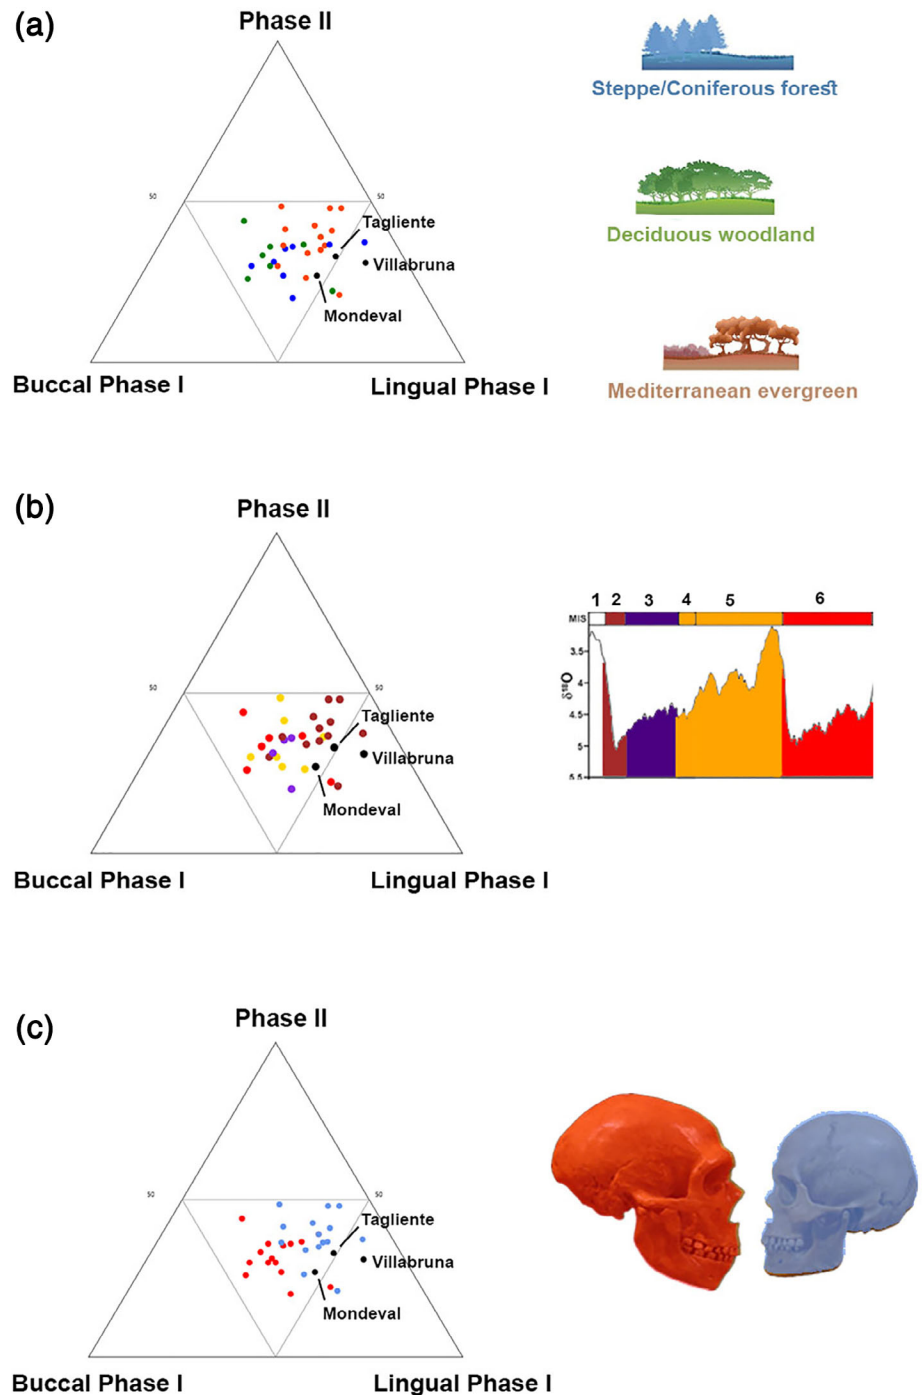 (a)
Phase II
50
50
Tagliente
Villabruna
Mondeval
Buccal Phase I
Lingual Phase I
Steppe/Coniferous forest
Deciduous woodland
Mediterranean evergreen
(b)
Phase II
50
50
Tagliente
Villabruna
Mondeval
Buccal Phase I
Lingual Phase I
1 2 3 4 5 6
MIS
3.5
4
4.5
5
5.5
δ18O
(c)
Phase II
50
50
Tagliente
Villabruna
Mondeval
Buccal Phase I
Lingual Phase I